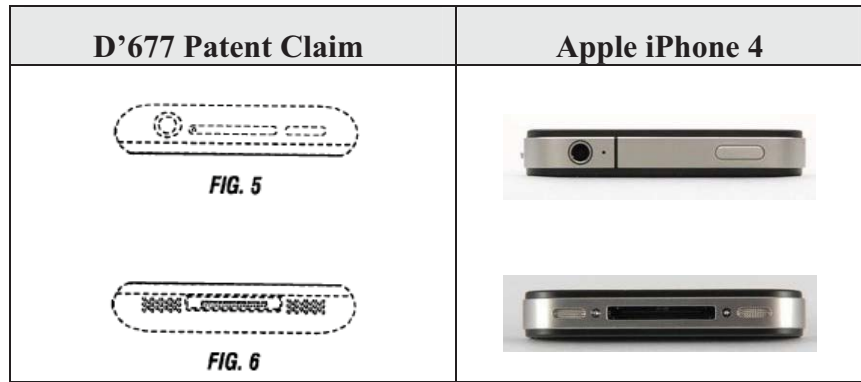 D’677 Patent Claim
Apple iPhone 4
FIG. 5
FIG. 6